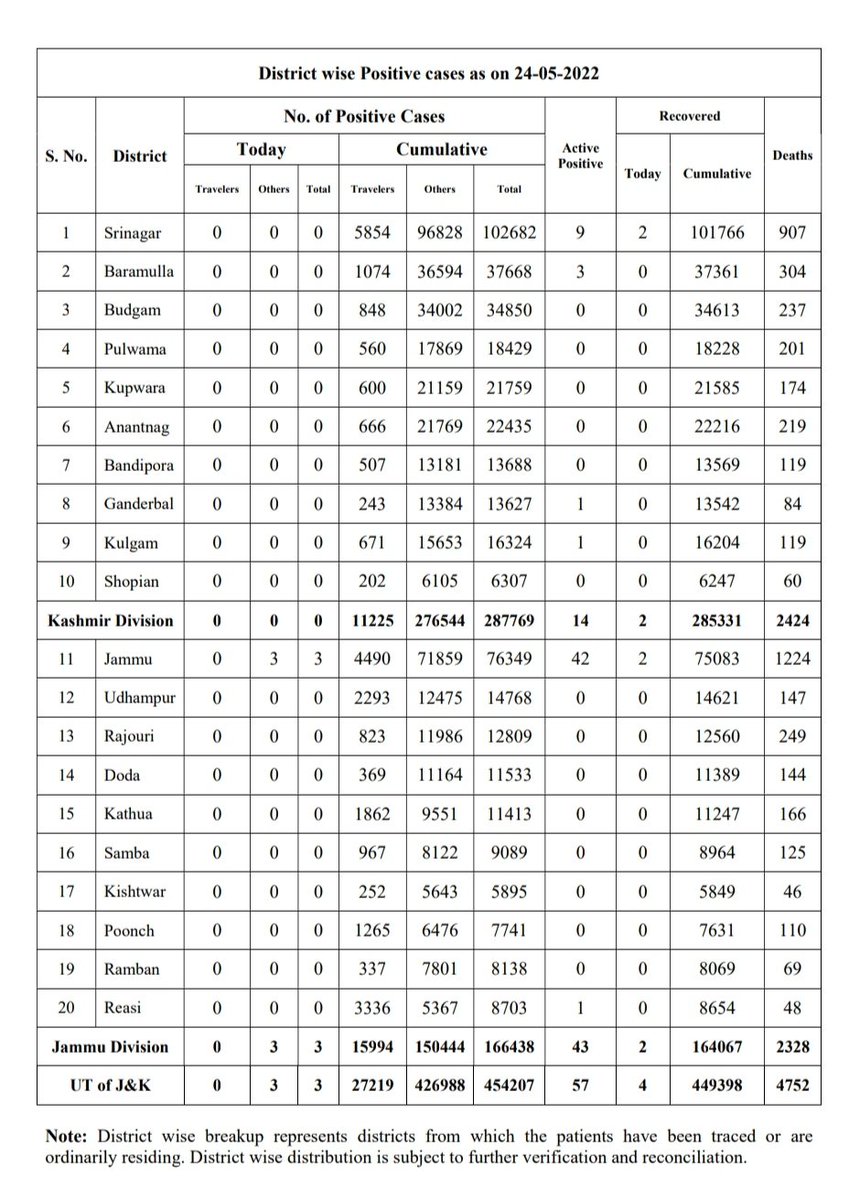 District wise Positive cases as on 24-05-2022
S. No. District No. of Positive Cases Active Positive Recovered Deaths
Today Cumulative Today Cumulative
Travelers Others Total Travelers Others Total
1 Srinagar 0 0 0 5854 96828 102682 9 2 101766 907
2 Baramulla 0 0 0 1074 36594 37668 3 0 37361 304
3 Budgam 0 0 0 848 34002 34850 0 0 34613 237
4 Pulwama 0 0 0 560 17869 18429 0 0 18228 201
5 Kupwara 0 0 0 600 21159 21759 0 0 21585 174
6 Anantnag 0 0 0 666 21769 22435 0 0 22216 219
7 Bandipora 0 0 0 507 13181 13688 0 0 13569 119
8 Ganderbal 0 0 0 243 13384 13627 1 0 13542 84
9 Kulgam 0 0 0 671 15653 16324 1 0 16204 119
10 Shopian 0 0 0 202 6105 6307 0 0 6247 60
Kashmir Division 0 0 0 11225 276544 287769 14 2 285331 2424
11 Jammu 0 3 3 4490 71859 76349 42 2 75083 1224
12 Udhampur 0 0 0 2293 12475 14768 0 0 14621 147
13 Rajouri 0 0 0 823 11986 12809 0 0 12560 249
14 Doda 0 0 0 369 11164 11533 0 0 11389 144
15 Kathua 0 0 0 1862 9551 11413 0 0 11247 166
16 Samba 0 0 0 967 8122 9089 0 0 8964 125
17 Kishtwar 0 0 0 252 5643 5895 0 0 5849 46
18 Poonch 0 0 0 1265 6476 7741 0 0 7631 110
19 Ramban 0 0 0 337 7801 8138 0 0 8069 69
20 Reasi 0 0 0 3336 5367 8703 1 0 8654 48
Jammu Division 0 3 3 15994 150444 166438 43 2 164067 2328
UT of J&K 0 3 3 27219 426988 454207 57 4 449398 4752
Note: District wise breakup represents districts from which the patients have been traced or are
ordinarily residing. District wise distribution is subject to further verification and reconciliation.